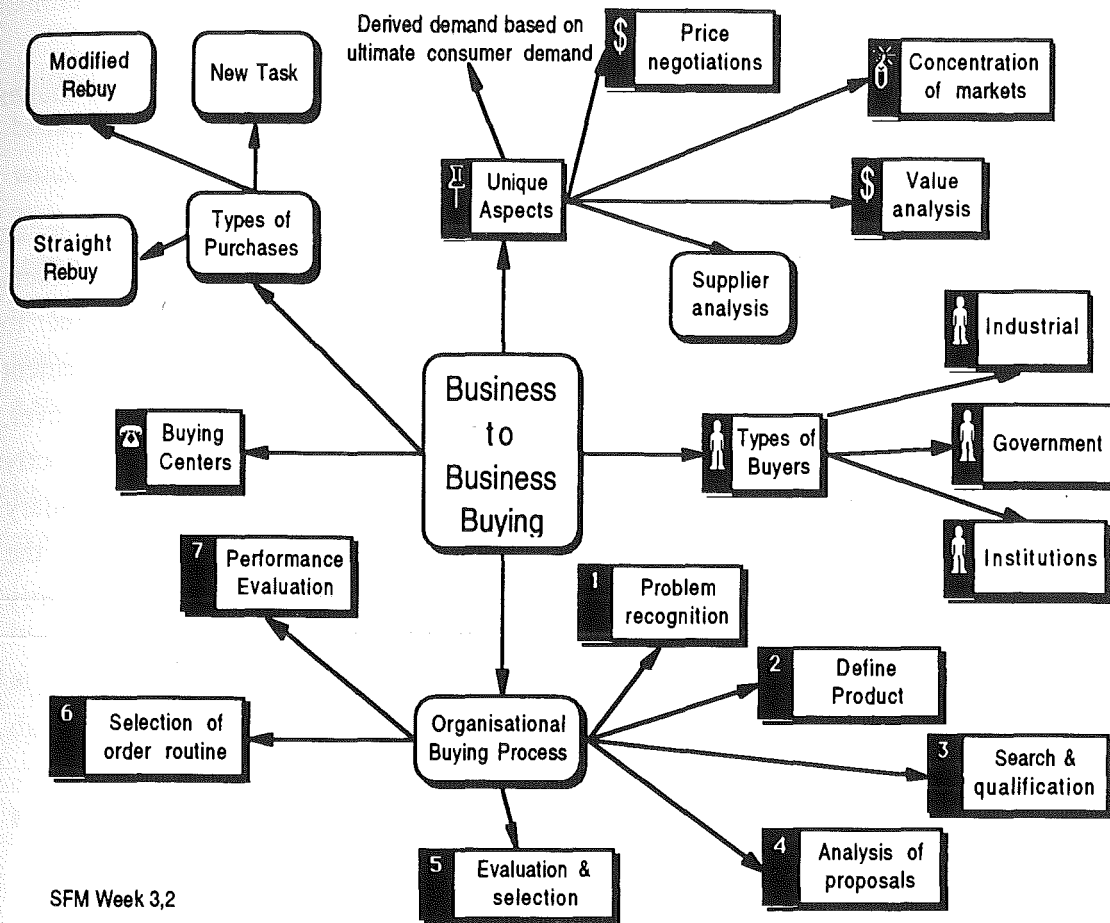 Derived demand based on
ultimate consumer demand
$
Price
negotiations
Modified
Rebuy
New Task
Concentration
of markets
Unique
Aspects
$
Value
analysis
Types of
Purchases
Straight
Rebuy
Supplier
analysis
Industrial
Business
to
Business
Buying
Buying
Centers
Types of
Buyers
Government
Institutions
7
Performance
Evaluation
1
Problem
recognition
2
Define
Product
6
Selection of
order routine
Organisational
Buying Process
3
Search &
qualification
4
Analysis of
proposals
5
Evaluation &
selection
SFM Week 3,2